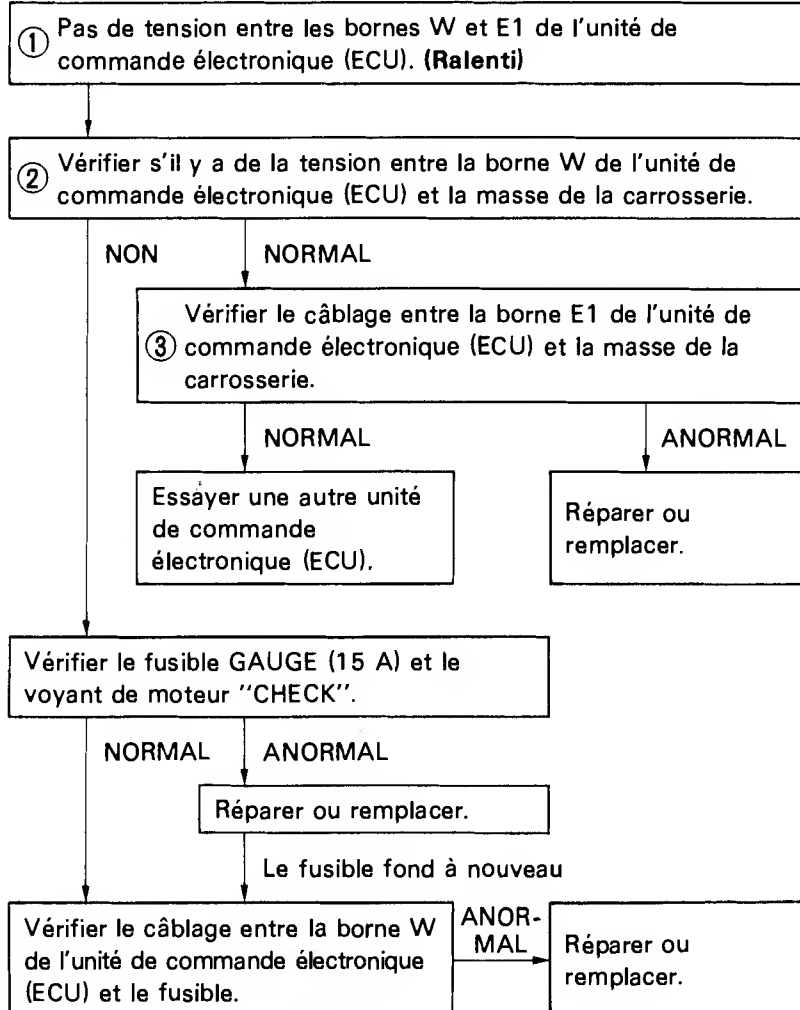 ① Pas de tension entre les bornes W et E1 de l'unité de
commande électronique (ECU). (Ralenti)
② Vérifier s'il y a de la tension entre la borne W de l'unité de
commande électronique (ECU) et la masse de la carrosserie.
NON
NORMAL
Vérifier le câblage entre la borne E1 de l'unité de
③ commande électronique (ECU) et la masse de la
carrosserie.
NORMAL
ANORMAL
Essayer une autre unité
de commande
électronique (ECU).
Réparer ou
remplacer.
Vérifier le fusible GAUGE (15 A) et le
voyant de moteur "CHECK".
NORMAL
ANORMAL
Réparer ou remplacer.
Le fusible fond à nouveau
Vérifier le câblage entre la borne W
de l'unité de commande électronique
(ECU) et le fusible.
ANOR-
MAL
Réparer ou
remplacer.